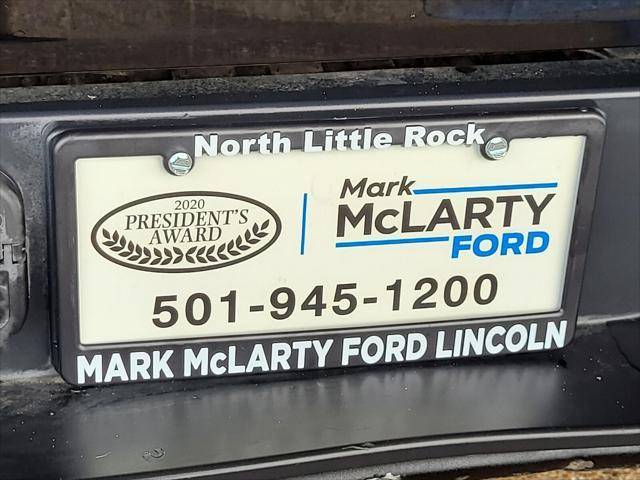 North Little Rock
2020
PRESIDENT'S
AWARD
Mark
McLARTY
FORD
501-945-1200
MARK McLARTY FORD LINCOLN